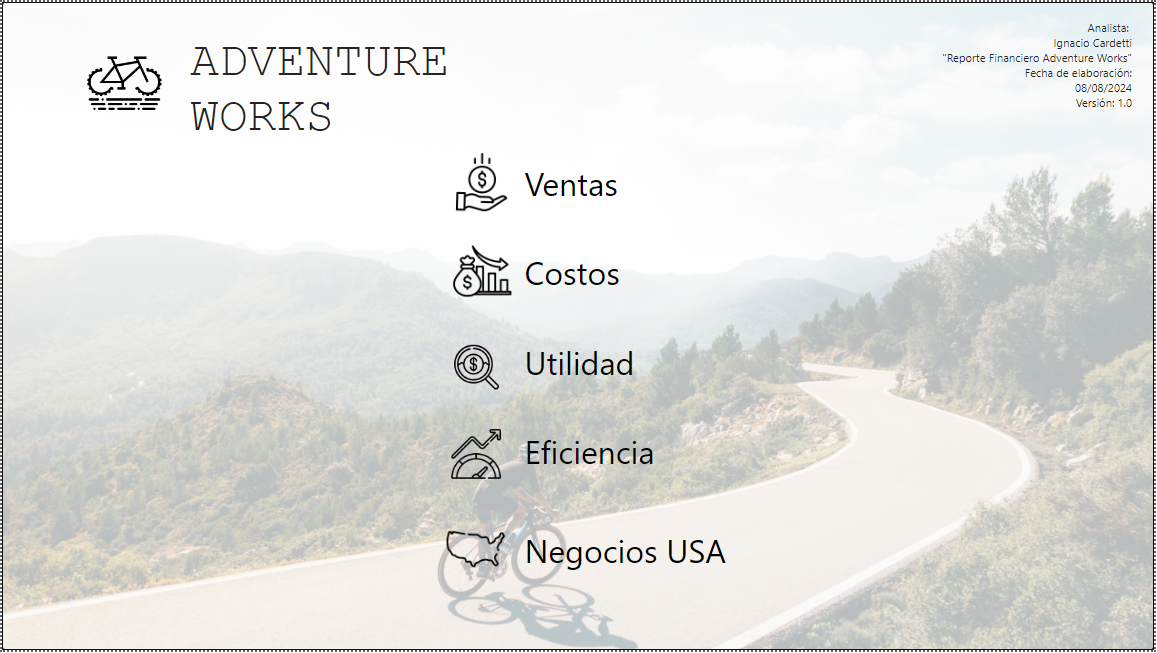 ADVENTURE
WORKS
Analista:
Ignacio Cardetti
"Reporte Financiero Adventure Works"
Fecha de elaboración:
08/08/2024
Versión: 1.0
Ventas
Costos
Utilidad
Eficiencia
Negocios USA